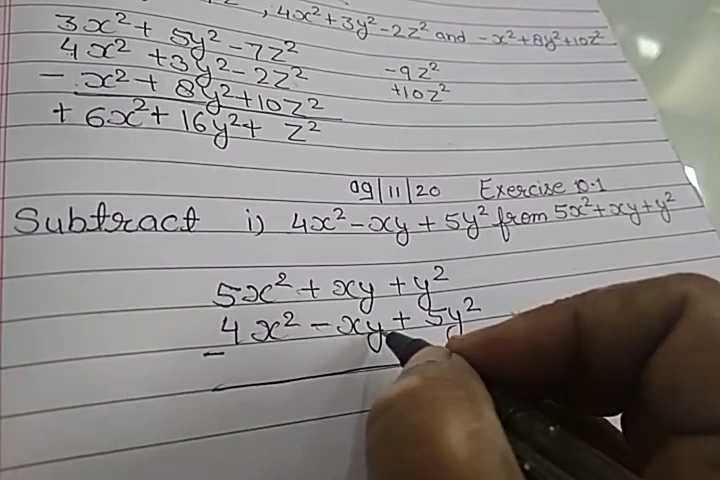 , 4x²+3y²-2z² and -x²+8y²+10z²
3x²+ 5y²-7z²
4x² +3y²-2z²
- x²+ 8y²+10z²
+ 6x²+ 16y²+ z²
-9z²
+10z²
09/11/20 Exercise 10.1
Subtract i) 4x²-xy+5y² from 5x²+xy+y²
5x²+xy+y²
4x²-xy+5y²
-